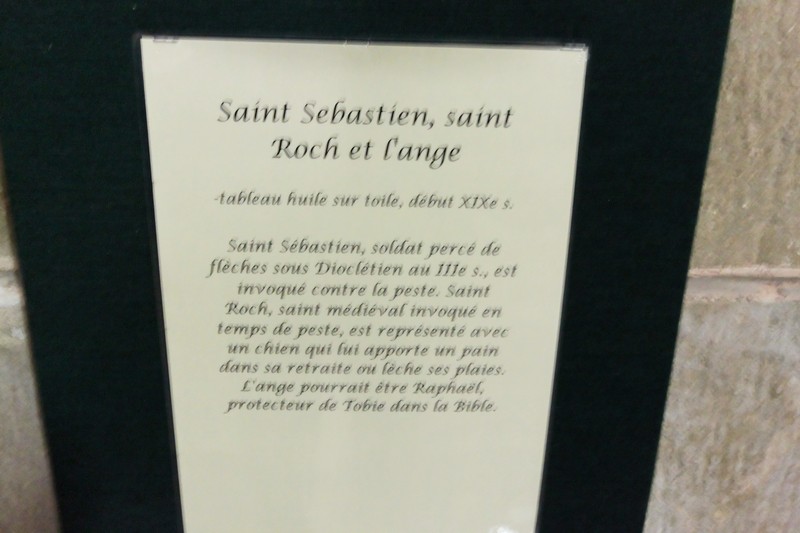 Saint Sebastien, saint
Roch et l'ange
-tableau huile sur toile, début XIXe s.
Saint Sébastien, soldat percé de
flèches sous Dioclétien au IIIe s., est
invoqué contre la peste. Saint
Roch, saint médiéval invoqué en
temps de peste, est représenté avec
un chien qui lui apporte un pain
dans sa retraite ou lèche ses plaies.
L'ange pourrait être Raphaël,
protecteur de Tobie dans la Bible.